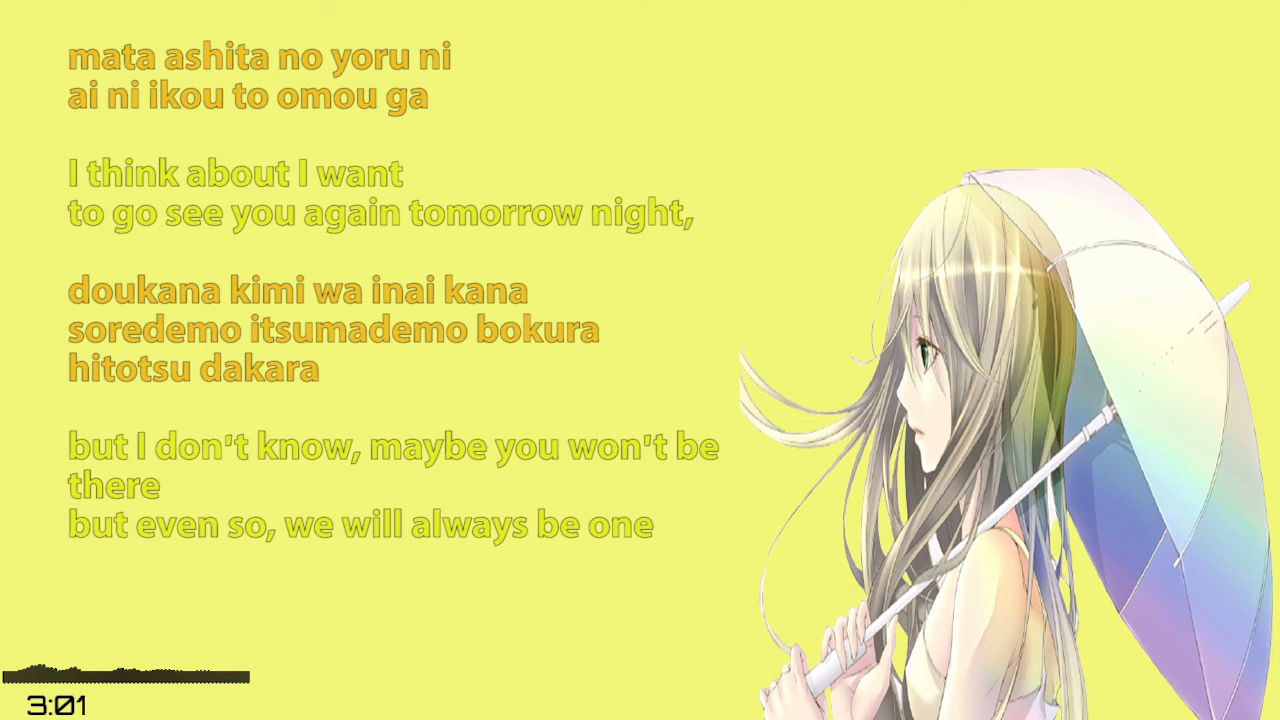 mata ashita no yoru ni
ai ni ikou to omou ga
I think about I want
to go see you again tomorrow night,
doukana kimi wa inai kana
soredemo itsumademo bokura
hitotsu dakara
but I don't know, maybe you won't be
there
but even so, we will always be one
3:01